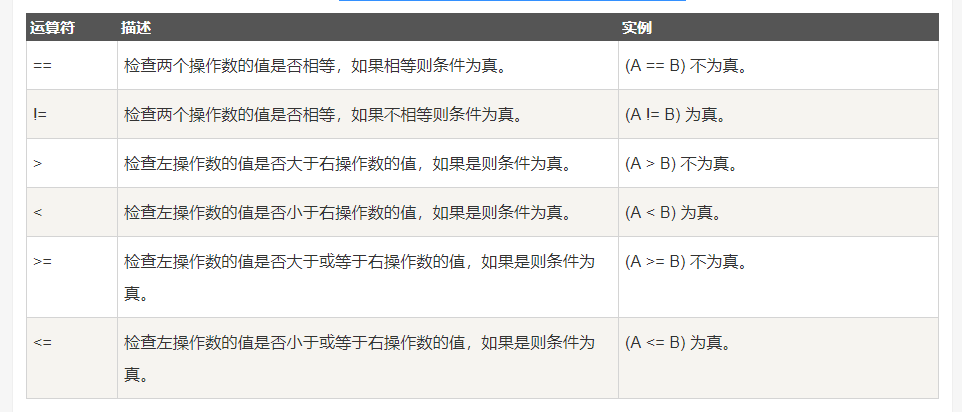 运算符 描述 实例
== 检查两个操作数的值是否相等，如果相等则条件为真。 (A == B) 不为真。
!= 检查两个操作数的值是否相等，如果不相等则条件为真。 (A != B) 为真。
> 检查左操作数的值是否大于右操作数的值，如果是则条件为真。 (A > B) 不为真。
< 检查左操作数的值是否小于右操作数的值，如果是则条件为真。 (A < B) 为真。
>= 检查左操作数的值是否大于或等于右操作数的值，如果是则条件为 (A >= B) 不为真。
真。
<= 检查左操作数的值是否小于或等于右操作数的值，如果是则条件为 (A <= B) 为真。
真。